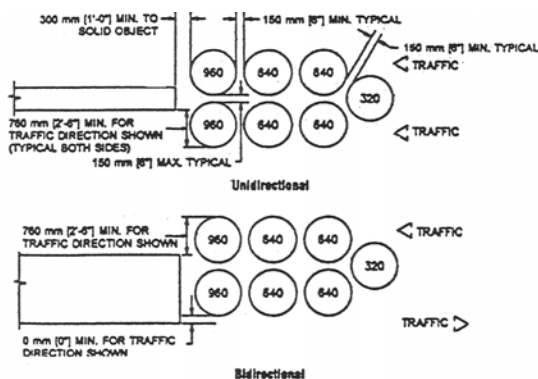 300 mm [1'-0"] MIN. TO
SOLID OBJECT
150 mm [6"] MIN. TYPICAL
150 mm [6"] MIN. TYPICAL
TRAFFIC
960
640
640
320
960
640
640
760 mm [2'-6"] MIN. FOR
TRAFFIC DIRECTION SHOWN
(TYPICAL BOTH SIDES)
150 mm [6"] MAX. TYPICAL
TRAFFIC
Unidirectional
760 mm [2'-6"] MIN. FOR
TRAFFIC DIRECTION SHOWN
TRAFFIC
960
640
640
320
960
640
640
TRAFFIC
0 mm [0"] MIN. FOR TRAFFIC
DIRECTION SHOWN
Bidirectional